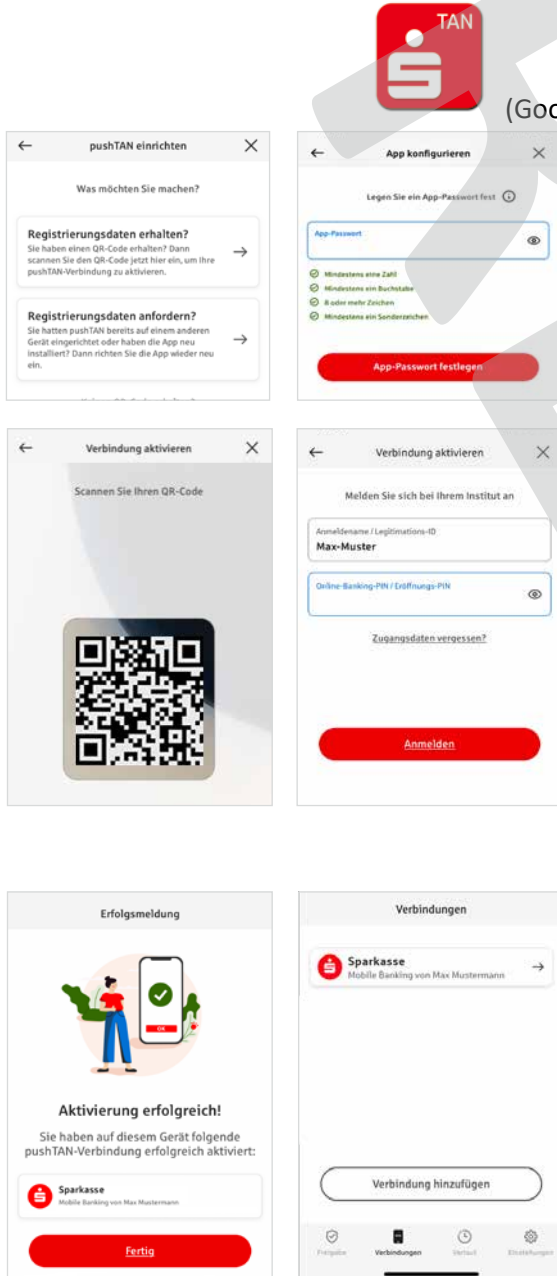 TAN
(Goo
pushTAN einrichten
Was möchten Sie machen?
Registrierungsdaten erhalten?
Sie haben einen QR-Code erhalten? Dann
scannen Sie den QR-Code jetzt hier ein, um Ihre
pushTAN-Verbindung zu aktivieren.
Registrierungsdaten anfordern?
Sie hatten pushTAN bereits auf einem anderen
Gerät eingerichtet oder haben die App neu
installiert? Dann richten Sie die App wieder neu
ein.
App konfigurieren
Legen Sie ein App-Passwort fest
App-Passwort
Mindestens eine Zahl
Mindestens ein Buchstabe
8 oder mehr Zeichen
Mindestens ein Sonderzeichen
App-Passwort festlegen
Verbindung aktivieren
Scannen Sie Ihren QR-Code
Verbindung aktivieren
Melden Sie sich bei Ihrem Institut an
Anmeldename / Legitimations-ID
Max-Muster
Online-Banking-PIN / Eröffnungs-PIN
Zugangsdaten vergessen?
Anmelden
Erfolgsmeldung
OK
Aktivierung erfolgreich!
Sie haben auf diesem Gerät folgende
pushTAN-Verbindung erfolgreich aktiviert:
Sparkasse
Mobile Banking von Max Mustermann
Fertig
Verbindungen
Sparkasse
Mobile Banking von Max Mustermann
Verbindung hinzufügen
Freigabe
Verbindungen
Verlauf
Einstellungen